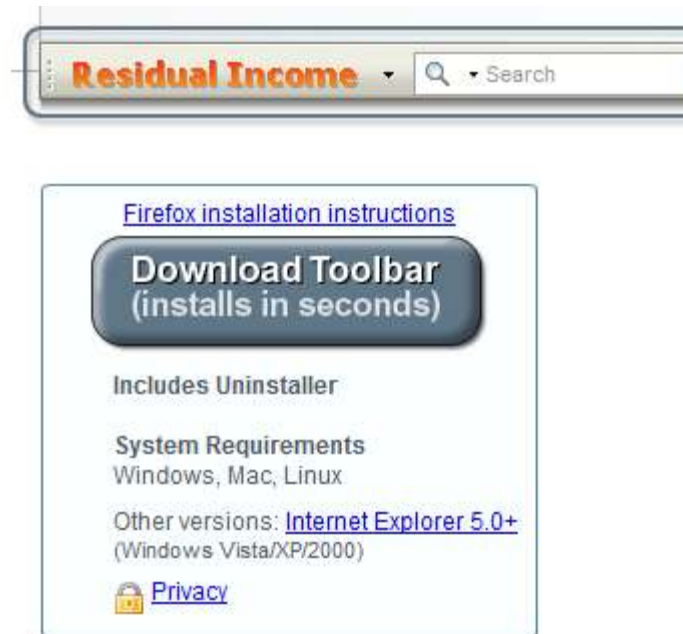 Residual Income Search
Firefox installation instructions
Download Toolbar
(installs in seconds)
Includes Uninstaller
System Requirements
Windows, Mac, Linux
Other versions: Internet Explorer 5.0+
(Windows Vista/XP/2000)
Privacy